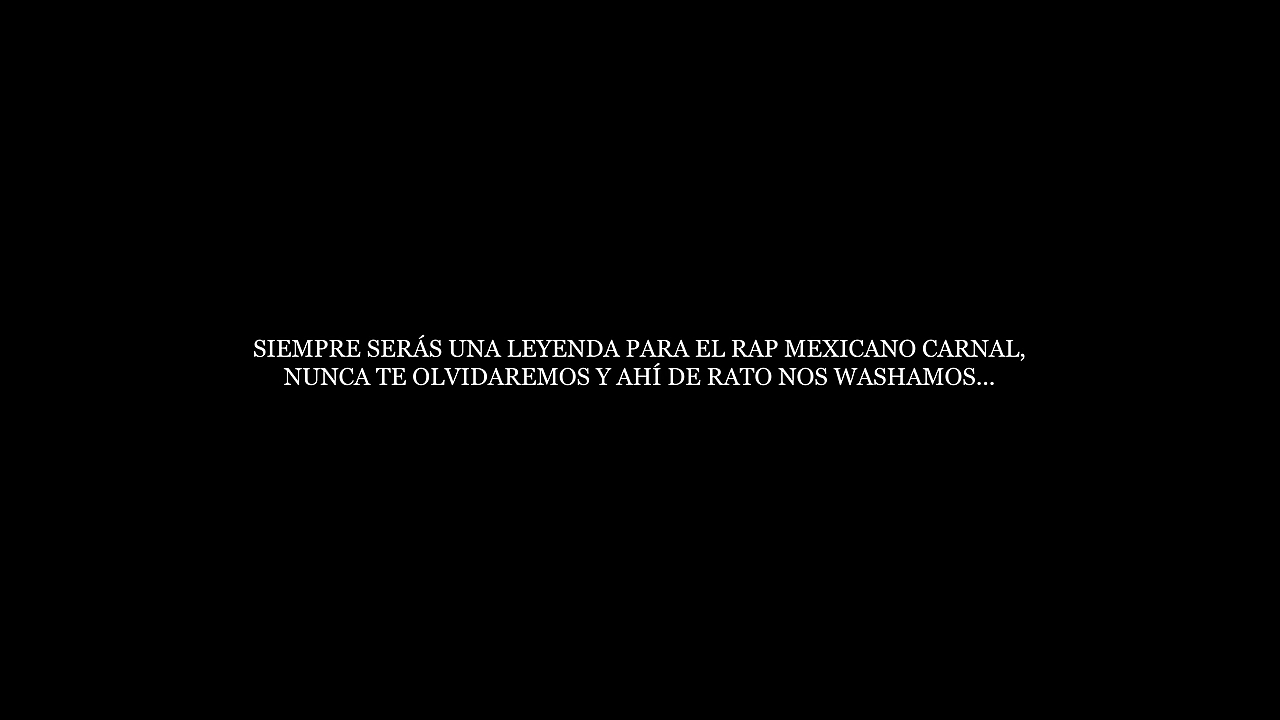 SIEMPRE SERÁS UNA LEYENDA PARA EL RAP MEXICANO CARNAL,
NUNCA TE OLVIDAREMOS Y AHÍ DE RATO NOS WASHAMOS...